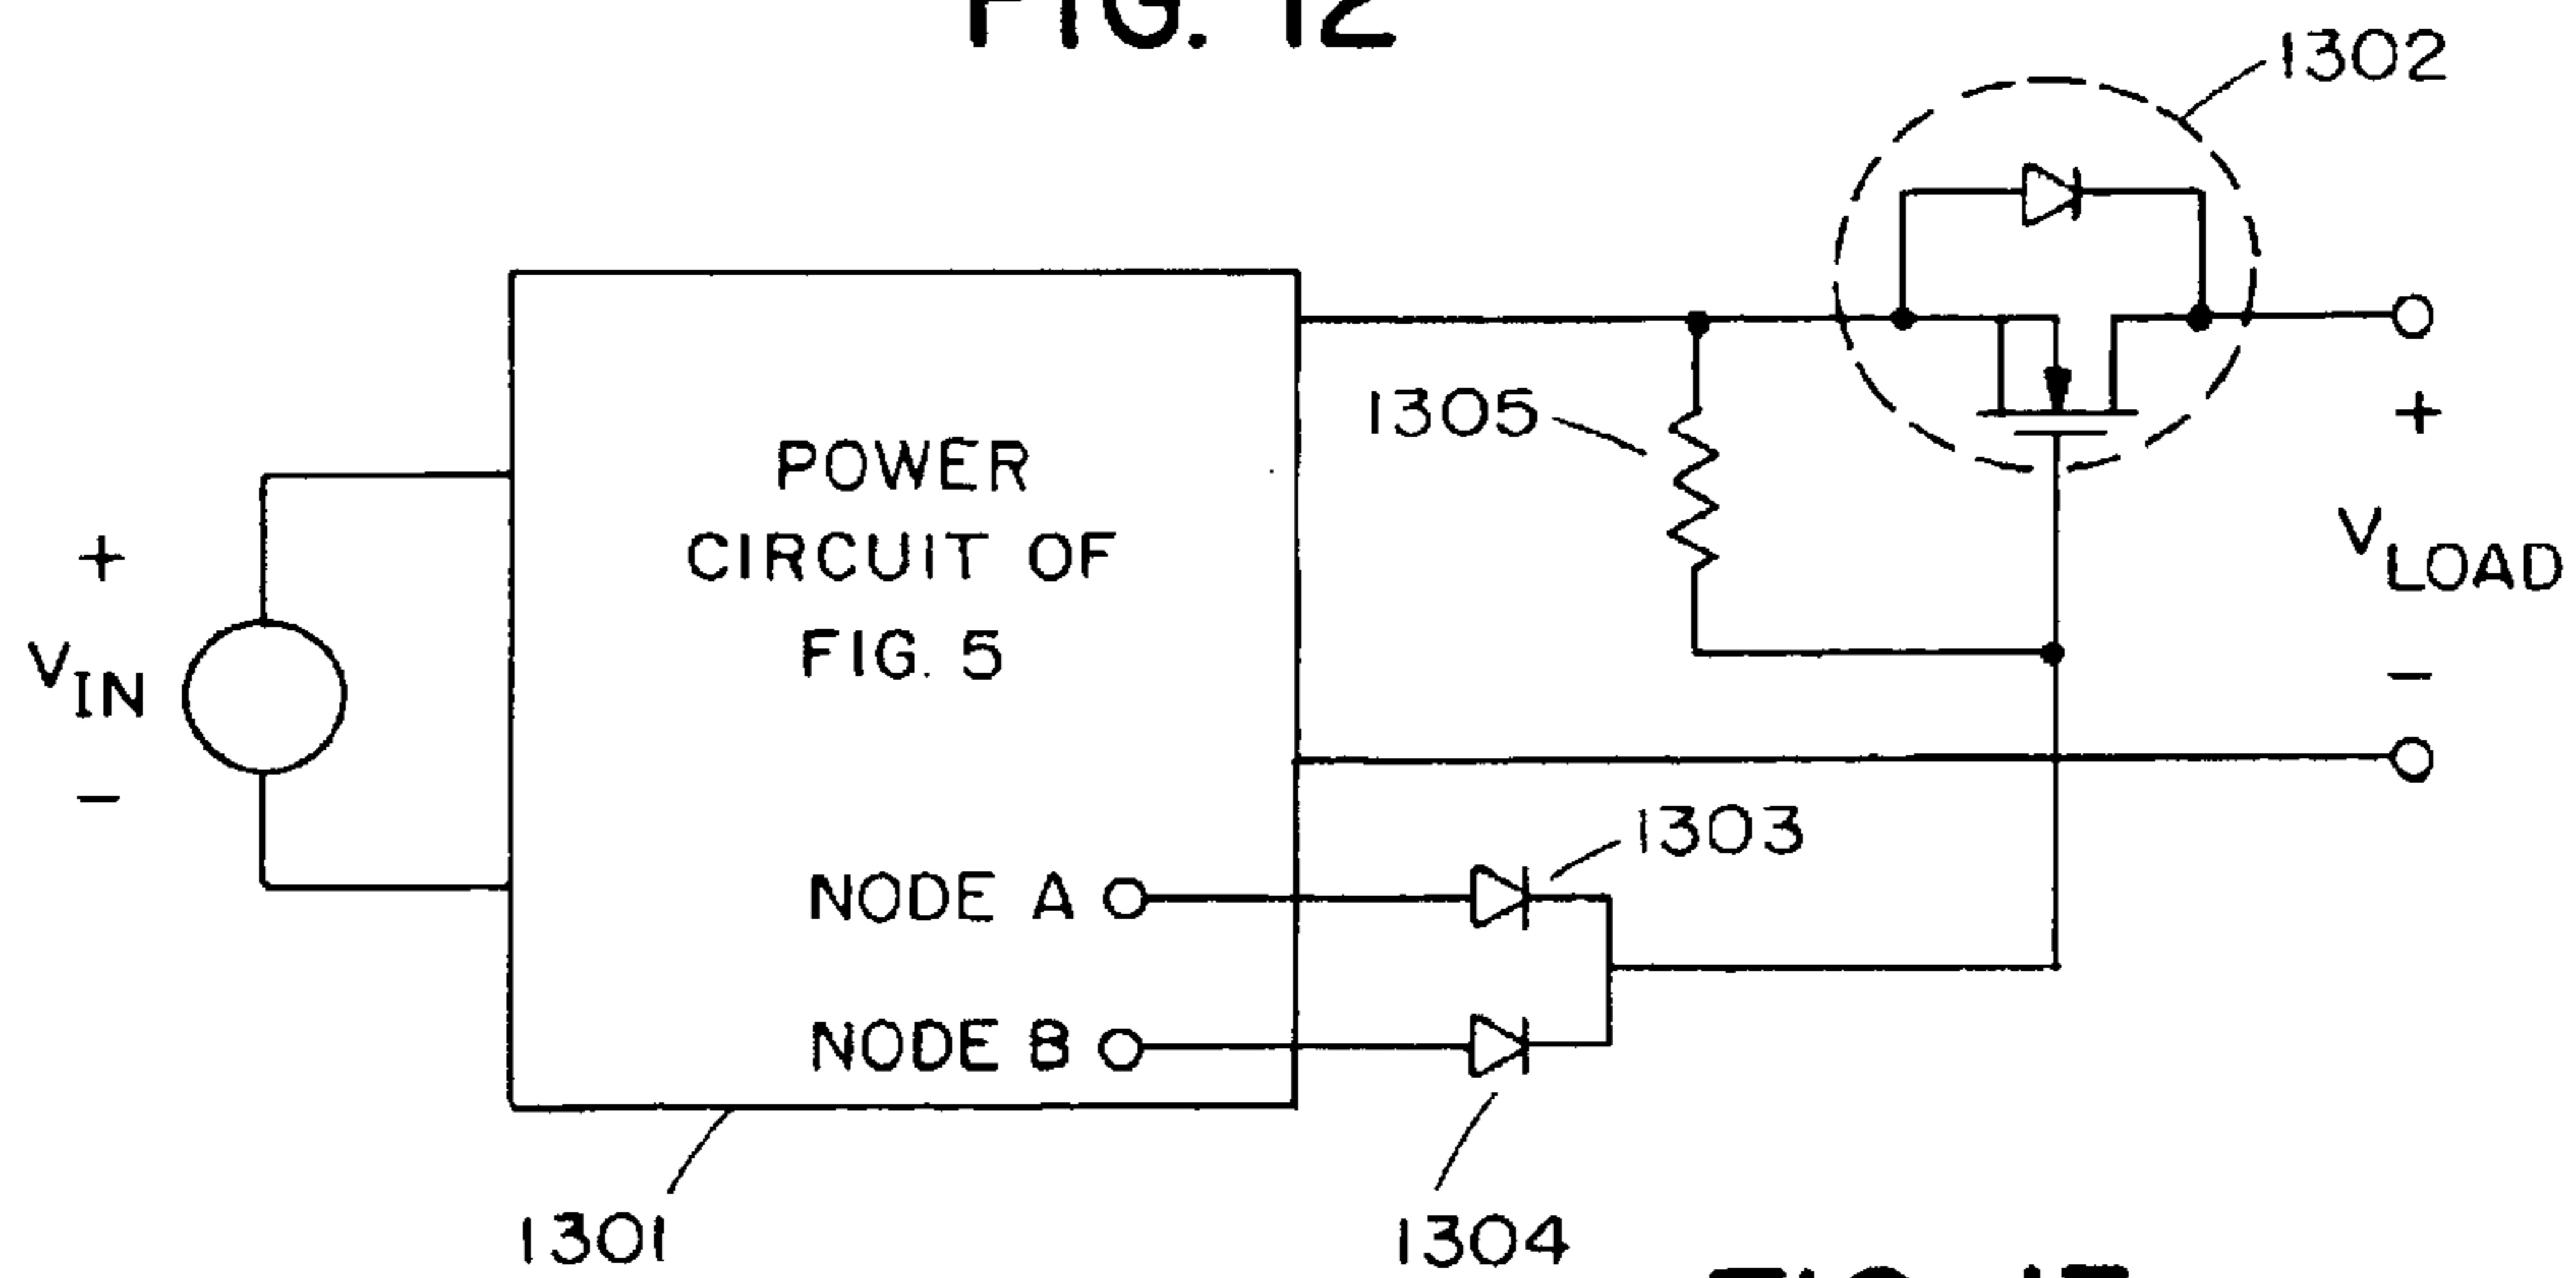 FIG. 12
1302
1305
POWER
CIRCUIT OF
FIG. 5
+
V LOAD
−
+
V IN
−
1303
NODE A
NODE B
1301
1304